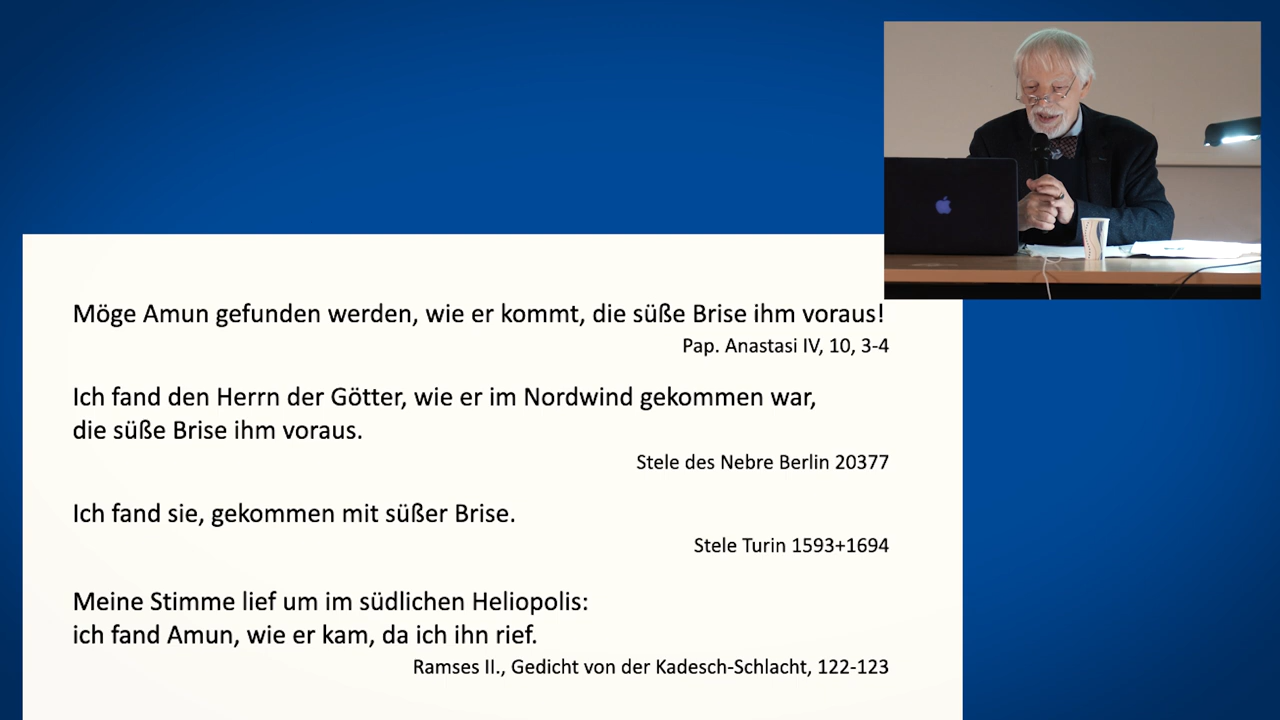 Möge Amun gefunden werden, wie er kommt, die süße Brise ihm voraus!
Pap. Anastasi IV, 10, 3-4
Ich fand den Herrn der Götter, wie er im Nordwind gekommen war,
die süße Brise ihm voraus.
Stele des Nebre Berlin 20377
Ich fand sie, gekommen mit süßer Brise.
Stele Turin 1593+1694
Meine Stimme lief um im südlichen Heliopolis:
ich fand Amun, wie er kam, da ich ihn rief.
Ramses II., Gedicht von der Kadesch-Schlacht, 122-123